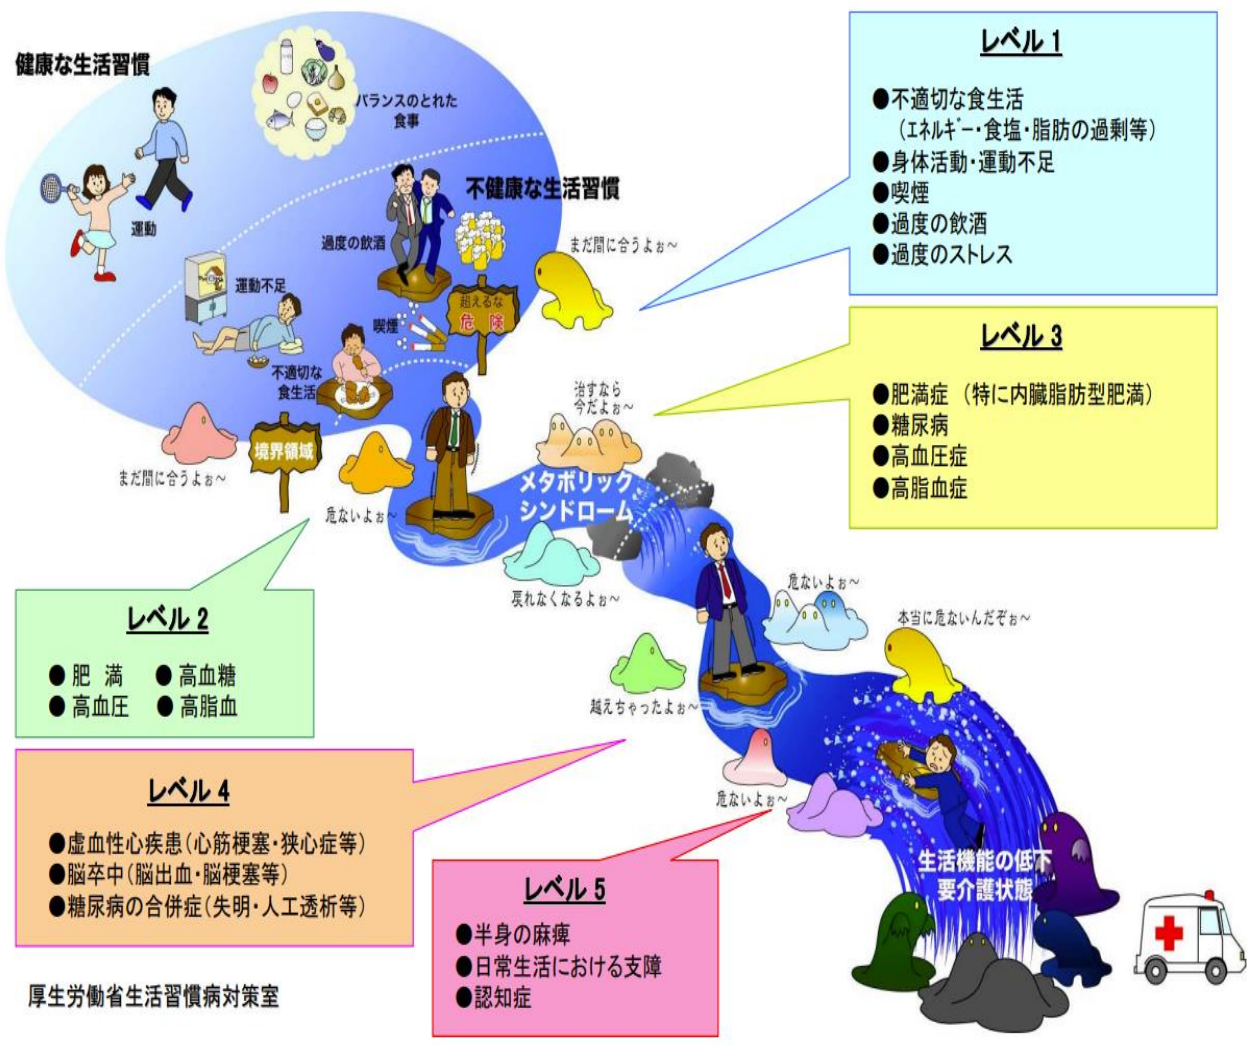 健康な生活習慣
バランスのとれた
食事
運動
不健康な生活習慣
過度の飲酒
運動不足
喫煙
超えるな
危険
不適切な
食生活
まだ間に合うよぉ～
境界領域
まだ間に合うよぉ～
危ないよぉ～
治すなら
今だよぉ～
メタボリック
シンドローム
戻れなくなるよぉ～
危ないよぉ～
本当に危ないんだぞぉ～
越えちゃったよぉ～
危ないよぉ～
生活機能の低下
要介護状態
レベル 1
●不適切な食生活
（エネルギー・食塩・脂肪の過剰等）
●身体活動・運動不足
●喫煙
●過度の飲酒
●過度のストレス
レベル 2
● 肥 満 ● 高血糖
● 高血圧 ● 高脂血
レベル 3
●肥満症 （特に内臓脂肪型肥満）
●糖尿病
●高血圧症
●高脂血症
レベル 4
●虚血性心疾患（心筋梗塞・狭心症等）
●脳卒中（脳出血・脳梗塞等）
●糖尿病の合併症（失明・人工透析等）
レベル 5
●半身の麻痺
●日常生活における支障
●認知症
厚生労働省生活習慣病対策室